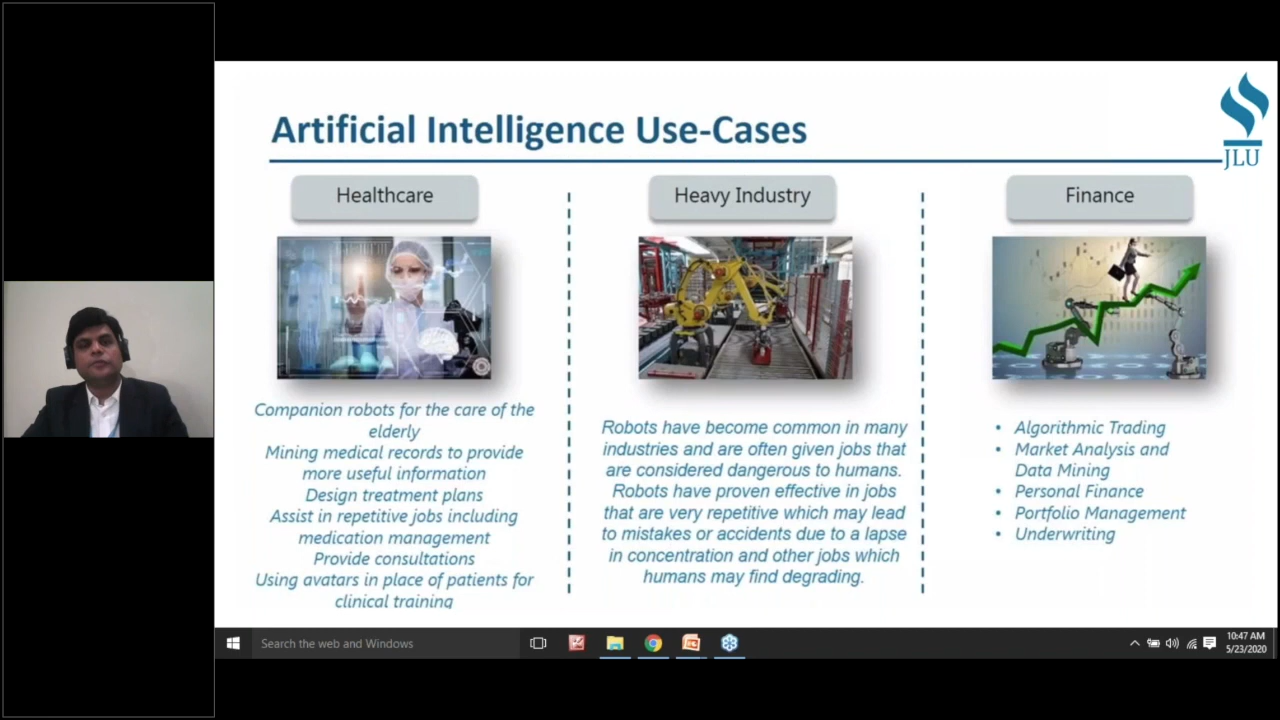 Artificial Intelligence Use-Cases
JLU
Healthcare
Companion robots for the care of the
elderly
Mining medical records to provide
more useful information
Design treatment plans
Assist in repetitive jobs including
medication management
Provide consultations
Using avatars in place of patients for
clinical training
Heavy Industry
Robots have become common in many
industries and are often given jobs that
are considered dangerous to humans.
Robots have proven effective in jobs
that are very repetitive which may lead
to mistakes or accidents due to a lapse
in concentration and other jobs which
humans may find degrading.
Finance
• Algorithmic Trading
• Market Analysis and
Data Mining
• Personal Finance
• Portfolio Management
• Underwriting
Search the web and Windows
10:47 AM
5/23/2020